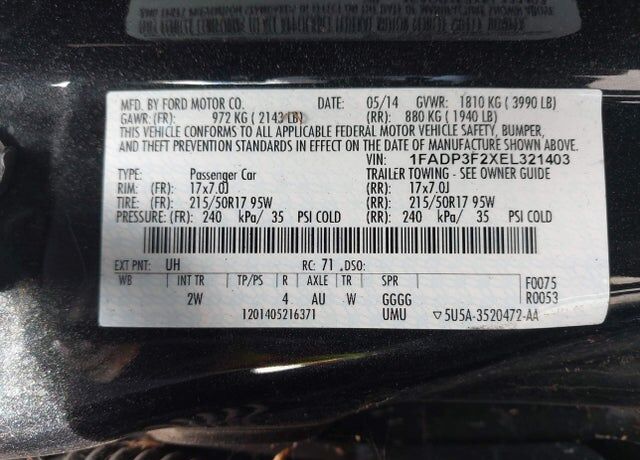 MFD. BY FORD MOTOR CO. DATE: 05/14 GVWR: 1810 KG ( 3990 LB)
GAWR: (FR): 972 KG ( 2143 LB) (RR): 880 KG ( 1940 LB)
THIS VEHICLE CONFORMS TO ALL APPLICABLE FEDERAL MOTOR VEHICLE SAFETY, BUMPER,
AND THEFT PREVENTION STANDARDS IN EFFECT ON THE DATE OF MANUFACTURE SHOWN ABOVE.
VIN: 1FADP3F2XEL321403
TYPE: Passenger Car TRAILER TOWING - SEE OWNER GUIDE
RIM: (FR): 17x7.0J (RR): 17x7.0J
TIRE: (FR): 215/50R17 95W (RR): 215/50R17 95W
PRESSURE: (FR): 240 kPa/ 35 PSI COLD (RR): 240 kPa/ 35 PSI COLD
EXT PNT: UH RC: 71 DSO:
WB INT TR TP/PS R AXLE TR SPR F0075
2W 4 AU W GGGG R0053
1201405216371 UMU ▽5U5A-3520472-AA